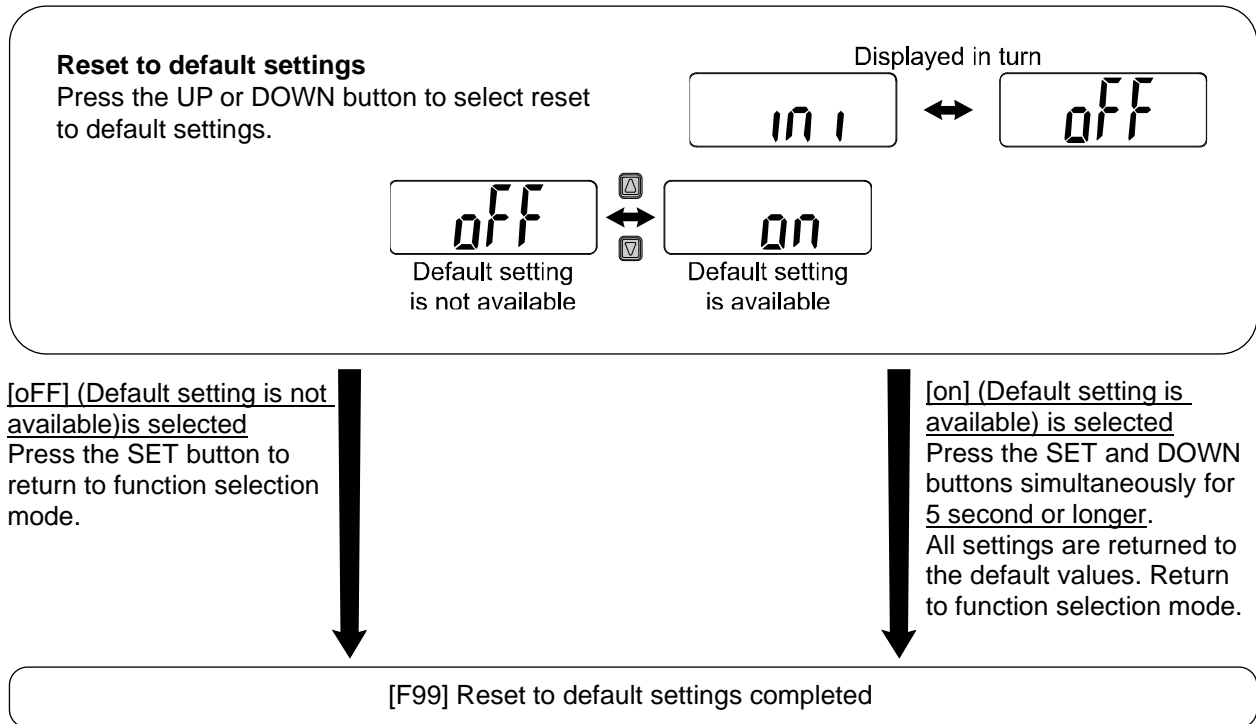 Reset to default settings
Press the UP or DOWN button to select reset
to default settings.
Displayed in turn
ini
oFF
oFF
on
Default setting
is not available
Default setting
is available
[oFF] (Default setting is not
available)is selected
Press the SET button to
return to function selection
mode.
[on] (Default setting is
available) is selected
Press the SET and DOWN
buttons simultaneously for
5 second or longer.
All settings are returned to
the default values. Return
to function selection mode.
[F99] Reset to default settings completed